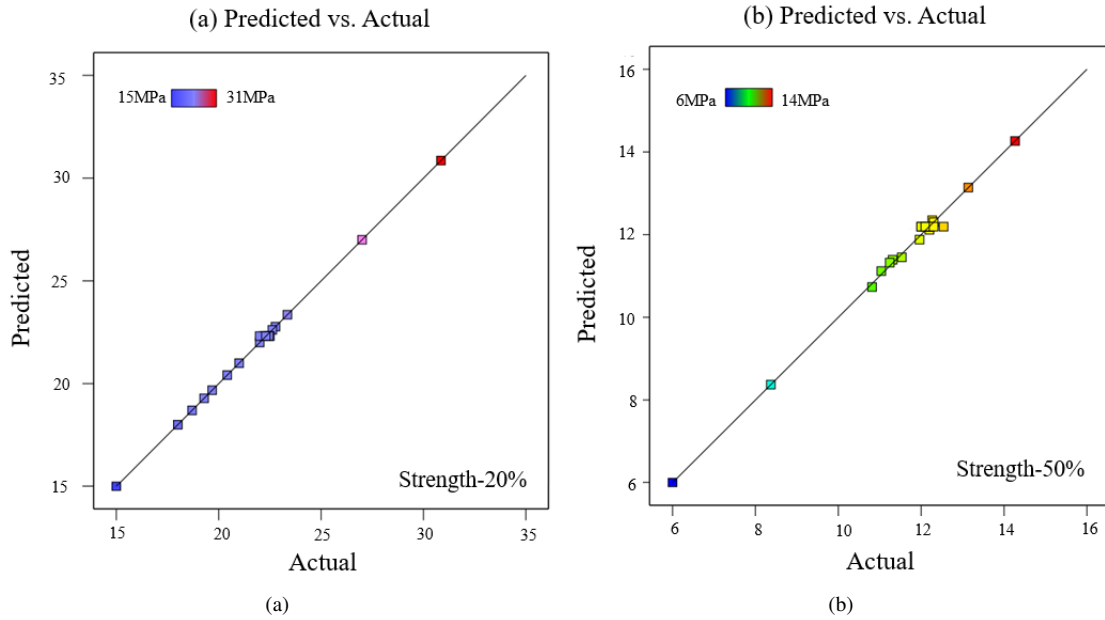 (a) Predicted vs. Actual
35
30
25
20
15
15MPa 31MPa
Predicted
Strength-20%
15 20 25 30 35
Actual
(a)
(b) Predicted vs. Actual
16
14
12
10
8
6
6MPa 14MPa
Predicted
Strength-50%
6 8 10 12 14 16
Actual
(b)